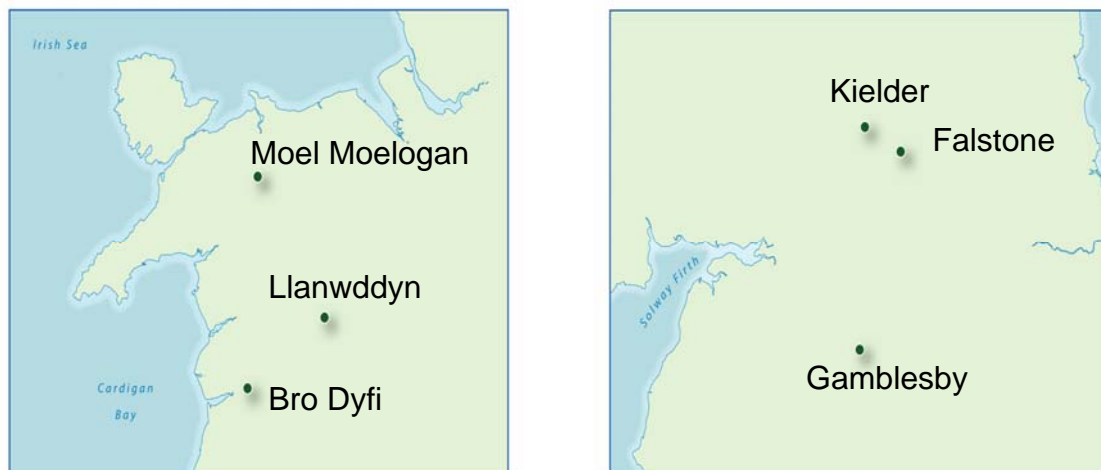 Irish Sea
Moel Moelogan
Llanwddyn
Cardigan
Bay
Bro Dyfi
Kielder
Falstone
Solway Firth
Gamblesby